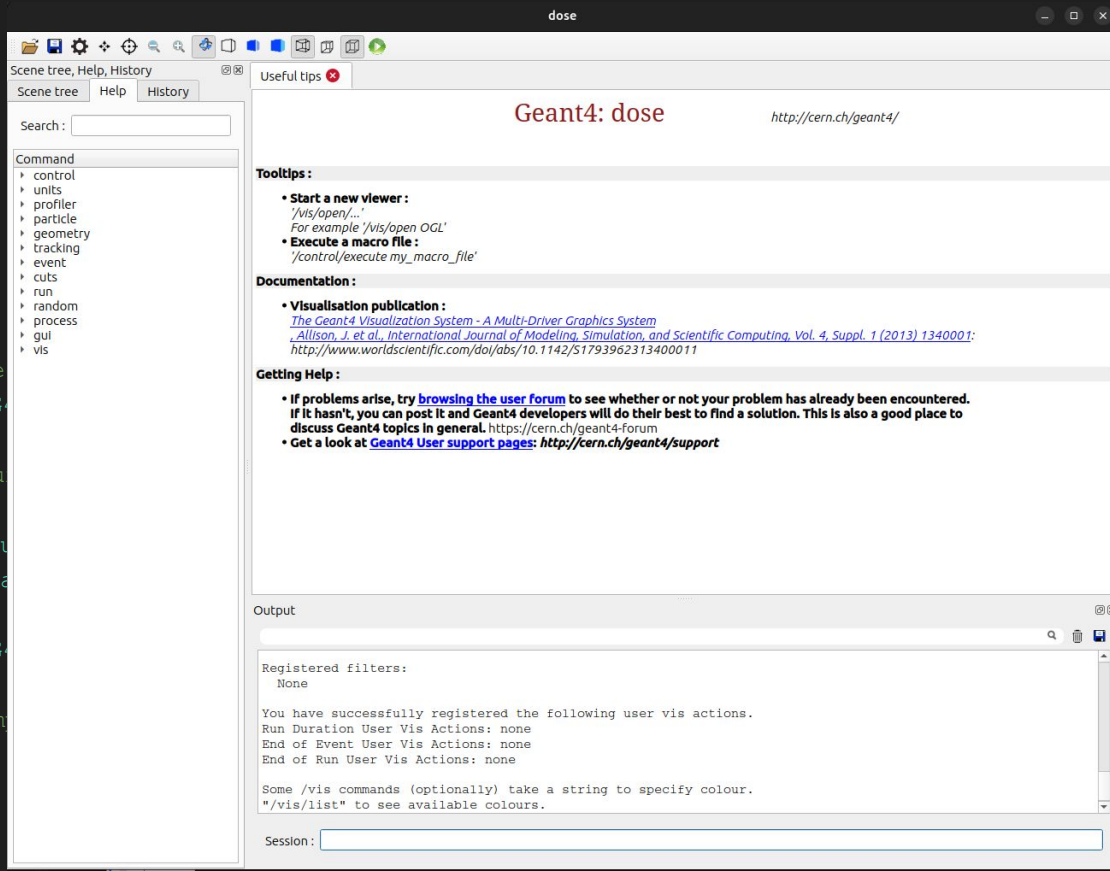 dose
Scene tree, Help, History
Scene tree Help History
Search :
Command
control
units
profiler
particle
geometry
tracking
event
cuts
run
random
process
gui
vis
Useful tips
Geant4: dose http://cern.ch/geant4/
Tooltips :
• Start a new viewer :
'/vis/open/...'
For example '/vis/open OGL'
• Execute a macro file :
'/control/execute my_macro_file'
Documentation :
• Visualisation publication :
The Geant4 Visualization System - A Multi-Driver Graphics System
, Allison, J. et al., International Journal of Modeling, Simulation, and Scientific Computing, Vol. 4, Suppl. 1 (2013) 1340001:
http://www.worldscientific.com/doi/abs/10.1142/S1793962313400011
Getting Help :
• If problems arise, try browsing the user forum to see whether or not your problem has already been encountered.
If it hasn't, you can post it and Geant4 developers will do their best to find a solution. This is also a good place to
discuss Geant4 topics in general. https://cern.ch/geant4-forum
• Get a look at Geant4 User support pages: http://cern.ch/geant4/support
Output
Registered filters:
None
You have successfully registered the following user vis actions.
Run Duration User Vis Actions: none
End of Event User Vis Actions: none
End of Run User Vis Actions: none
Some /vis commands (optionally) take a string to specify colour.
"/vis/list" to see available colours.
Session :